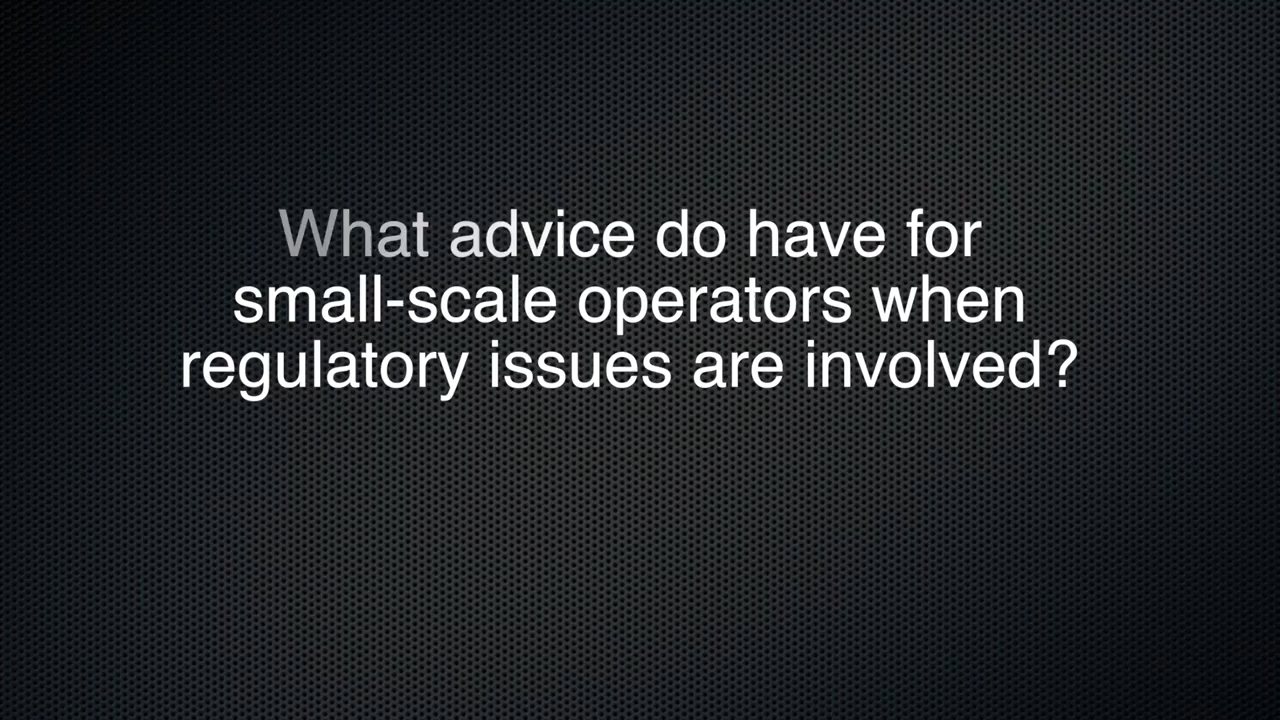 What advice do have for
small-scale operators when
regulatory issues are involved?